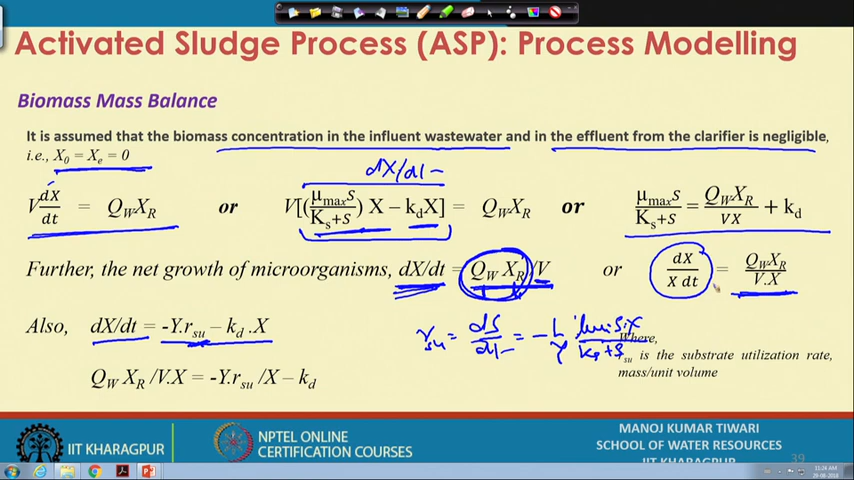 Activated Sludge Process (ASP): Process Modelling
Biomass Mass Balance
It is assumed that the biomass concentration in the influent wastewater and in the effluent from the clarifier is negligible,
i.e., X₀ = Xₑ = 0
dX/dt
V dX/dt = Q_W X_R or V[(μ_max S / K_s+S) X – k_d X] = Q_W X_R or μ_max S / K_s+S = Q_W X_R / VX + k_d
Further, the net growth of microorganisms, dX/dt = Q_W X_R /V or dX / X dt = Q_W X_R / V.X
Also, dX/dt = -Y.r_su – k_d .X
r_su = dS/dt = – 1/Y
Where,
r_su is the substrate utilization rate,
mass/unit volume
Q_W X_R /V.X = -Y.r_su /X – k_d
IIT KHARAGPUR
NPTEL ONLINE
CERTIFICATION COURSES
MANOJ KUMAR TIWARI
SCHOOL OF WATER RESOURCES
IIT KHARAGPUR
39